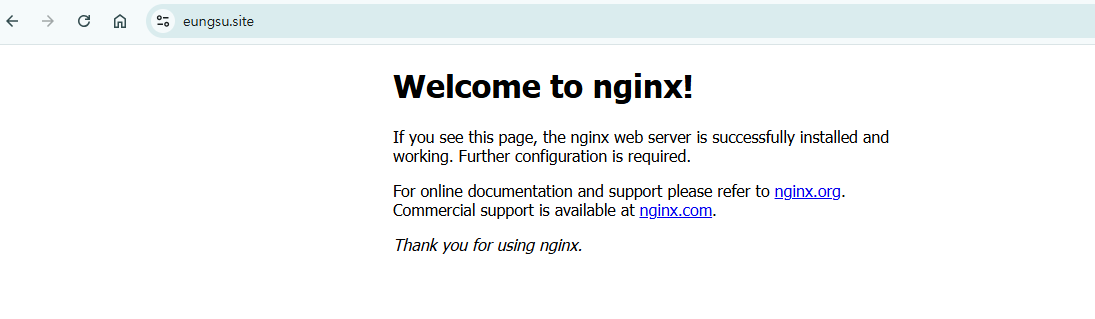 eungsu.site
Welcome to nginx!
If you see this page, the nginx web server is successfully installed and
working. Further configuration is required.
For online documentation and support please refer to nginx.org.
Commercial support is available at nginx.com.
Thank you for using nginx.